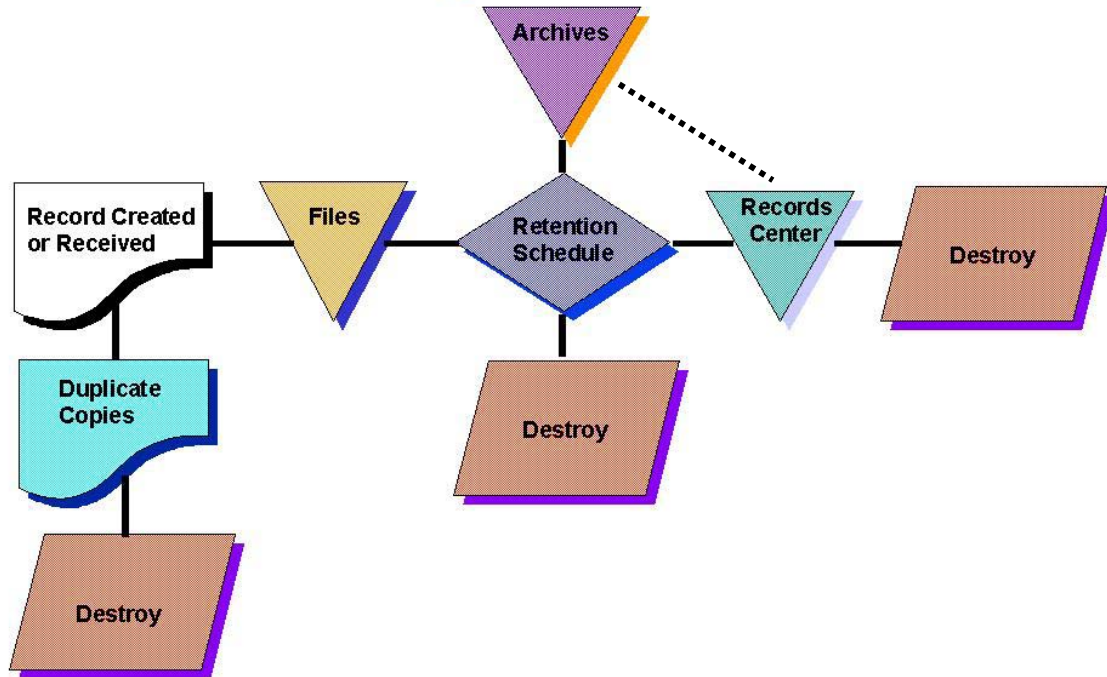 Archives
Record Created
or Received
Files
Retention
Schedule
Records
Center
Destroy
Duplicate
Copies
Destroy
Destroy